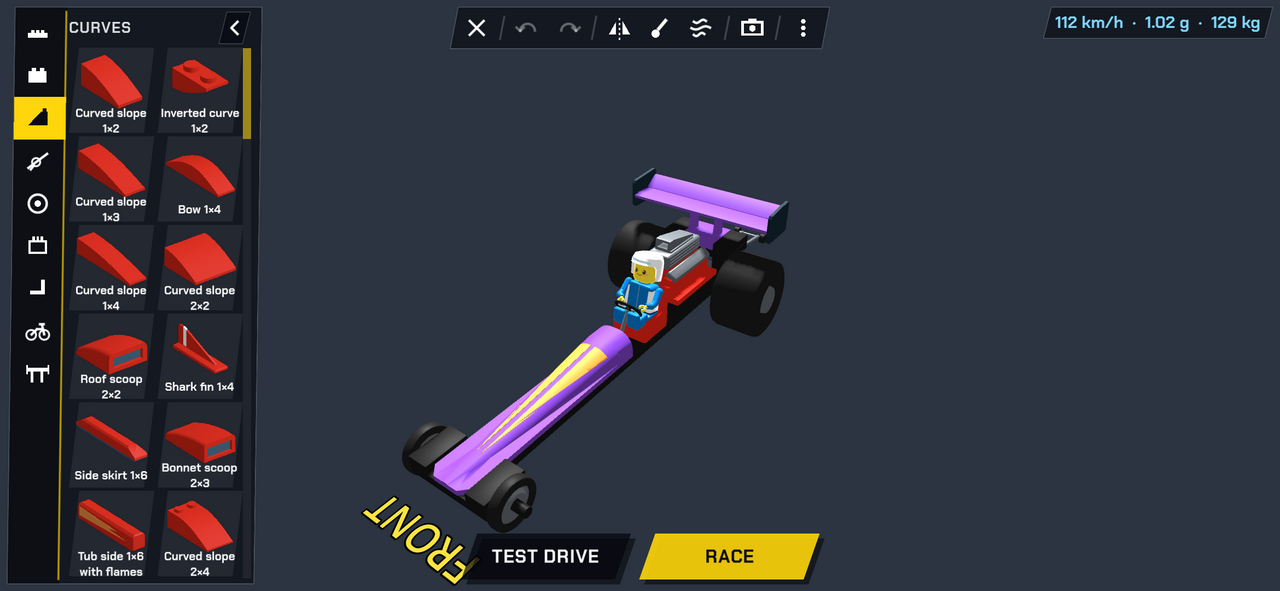 CURVES
Curved slope
1×2
Inverted curve
1×2
Curved slope
1×3
Bow 1×4
Curved slope
1×4
Curved slope
2×2
Roof scoop
2×2
Shark fin 1×4
Side skirt 1×6
Bonnet scoop
2×3
Tub side 1×6
with flames
Curved slope
2×4
112 km/h · 1.02 g · 129 kg
FRONT
TEST DRIVE
RACE